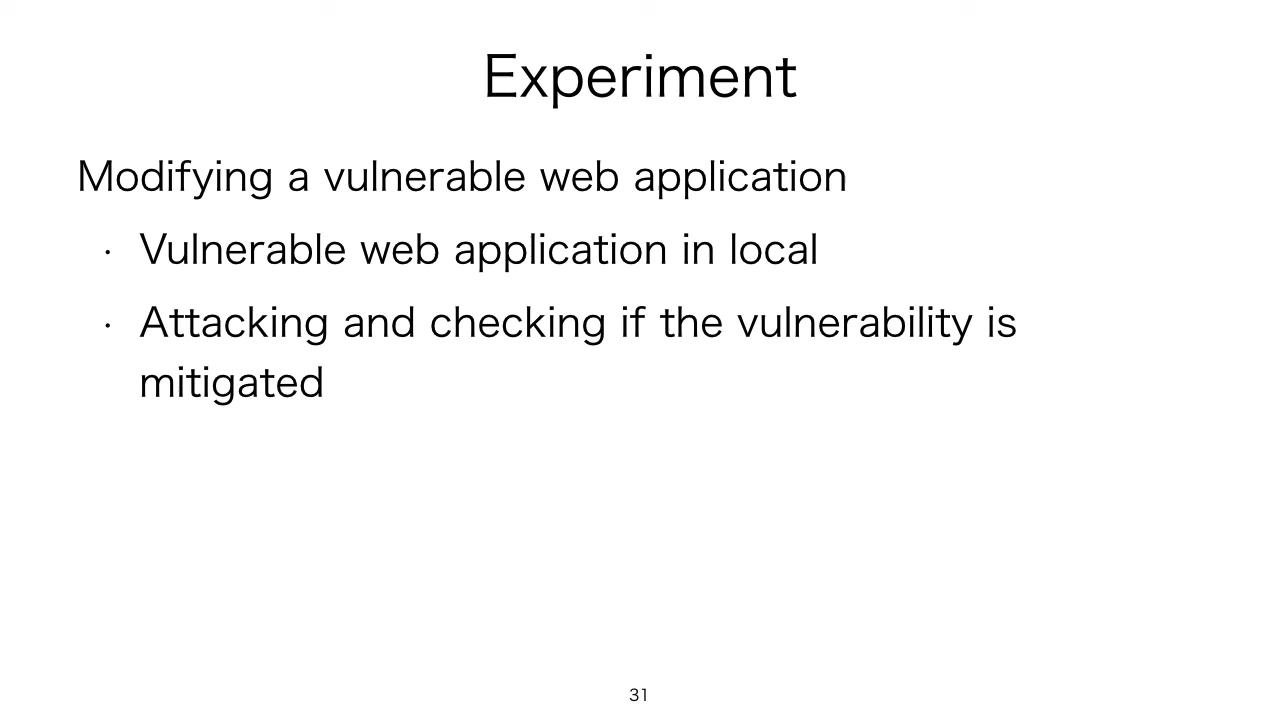 Experiment
Modifying a vulnerable web application
· Vulnerable web application in local
· Attacking and checking if the vulnerability is
mitigated
31